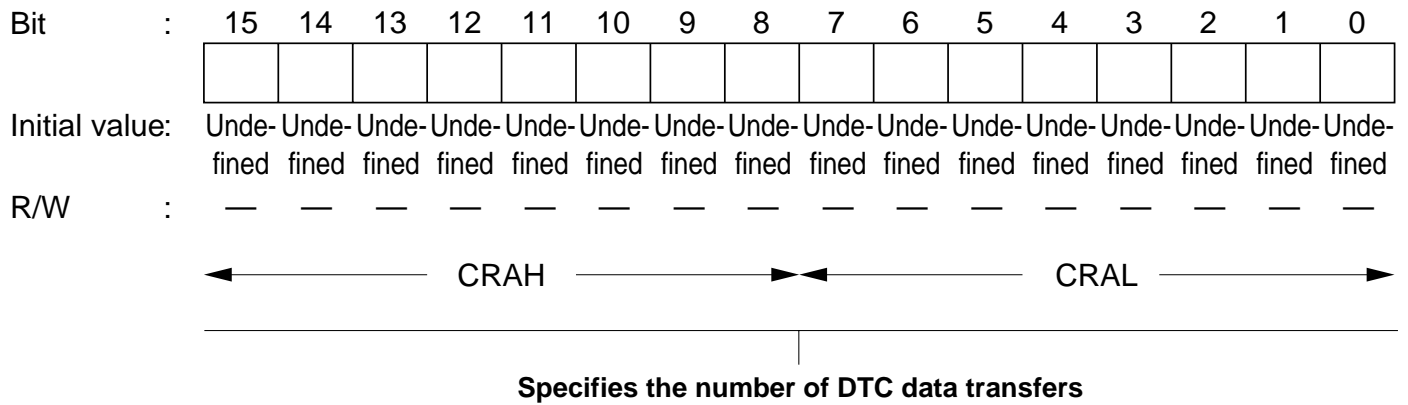 Bit : 15 14 13 12 11 10 9 8 7 6 5 4 3 2 1 0
Initial value: Unde- Unde- Unde- Unde- Unde- Unde- Unde- Unde- Unde- Unde- Unde- Unde- Unde- Unde- Unde- Unde-
fined fined fined fined fined fined fined fined fined fined fined fined fined fined fined fined
R/W : — — — — — — — — — — — — — — — —
CRAH CRAL
Specifies the number of DTC data transfers